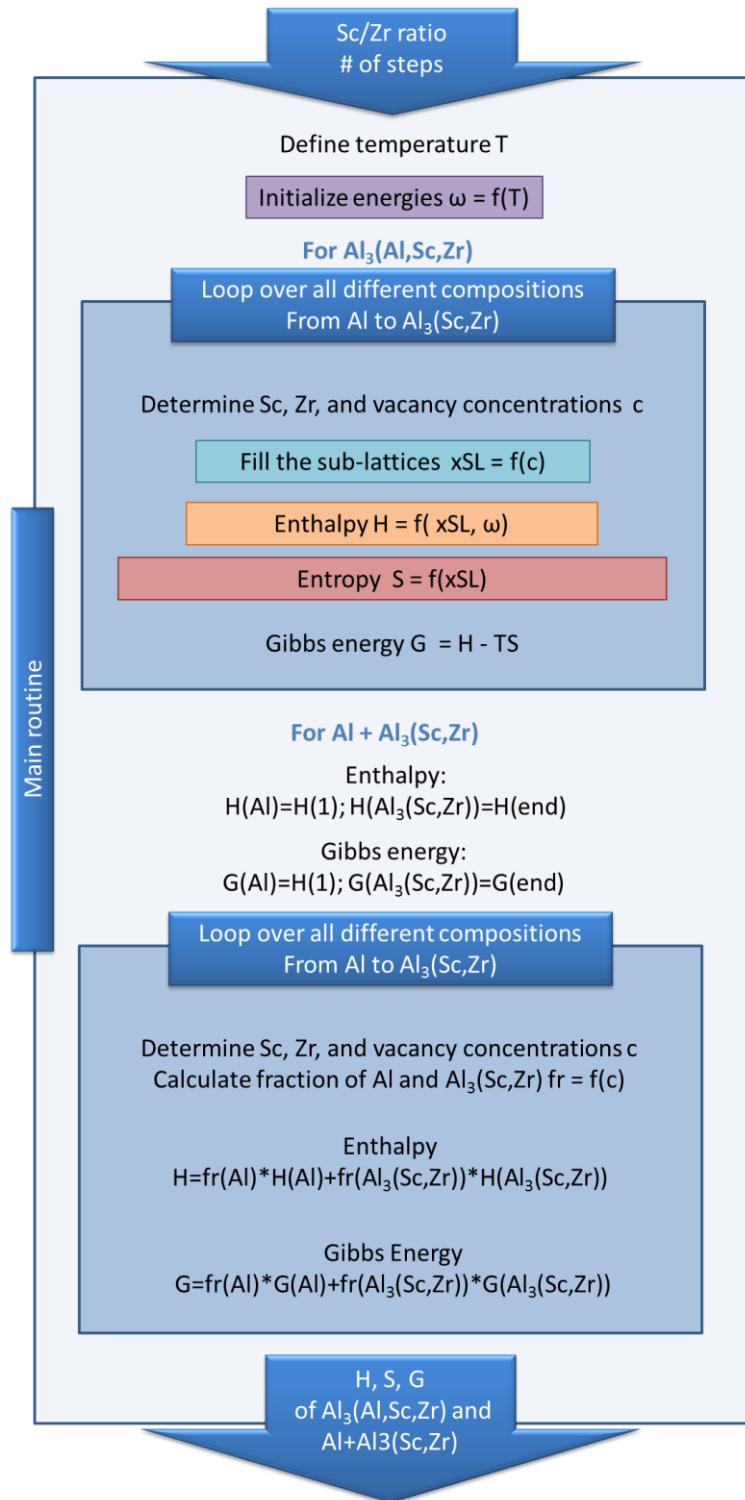 Sc/Zr ratio
# of steps
Define temperature T
Initialize energies ω = f(T)
For Al₃(Al,Sc,Zr)
Loop over all different compositions
From Al to Al₃(Sc,Zr)
Determine Sc, Zr, and vacancy concentrations c
Fill the sub-lattices xSL = f(c)
Enthalpy H = f( xSL, ω)
Entropy S = f(xSL)
Gibbs energy G = H - TS
Main routine
For Al + Al₃(Sc,Zr)
Enthalpy:
H(Al)=H(1); H(Al₃(Sc,Zr))=H(end)
Gibbs energy:
G(Al)=H(1); G(Al₃(Sc,Zr))=G(end)
Loop over all different compositions
From Al to Al₃(Sc,Zr)
Determine Sc, Zr, and vacancy concentrations c
Calculate fraction of Al and Al₃(Sc,Zr) fr = f(c)
Enthalpy
H=fr(Al)*H(Al)+fr(Al₃(Sc,Zr))*H(Al₃(Sc,Zr))
Gibbs Energy
G=fr(Al)*G(Al)+fr(Al₃(Sc,Zr))*G(Al₃(Sc,Zr))
H, S, G
of Al₃(Al,Sc,Zr) and
Al+Al3(Sc,Zr)